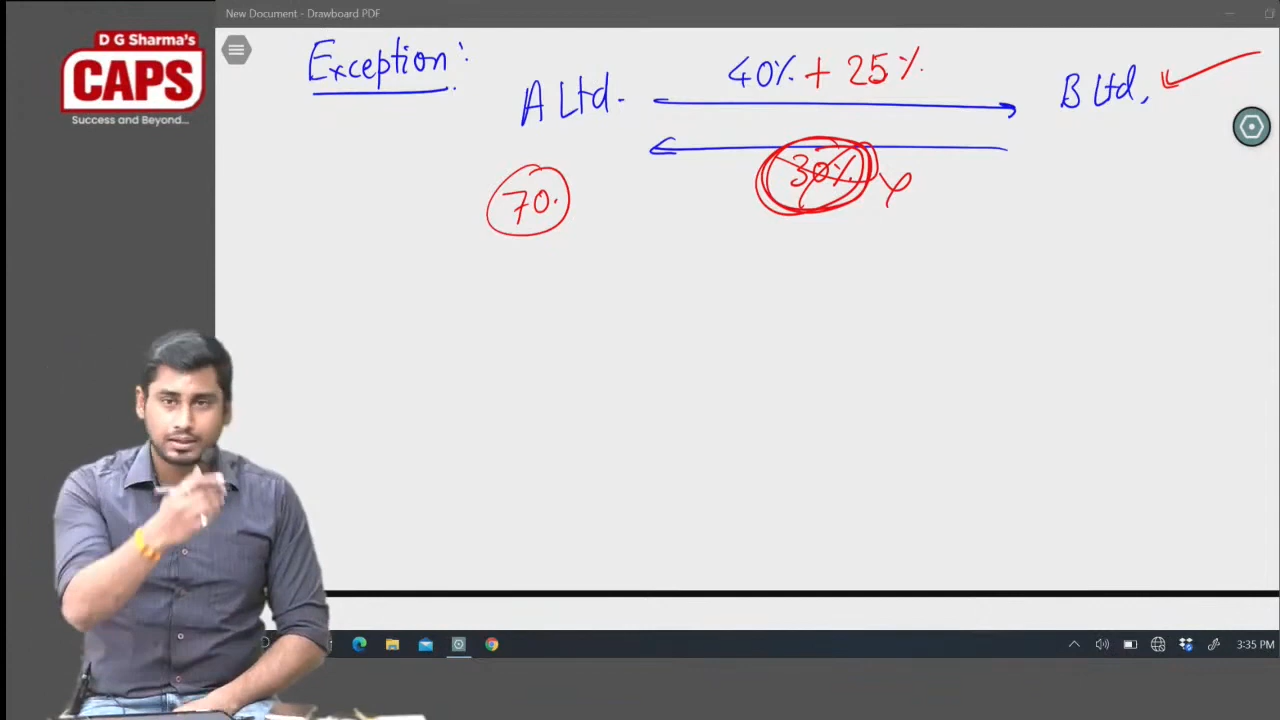 New Document - Drawboard PDF
D G Sharma's
CAPS
Success and Beyond...
Exception:
A Ltd.
40% + 25%
B Ltd.
30%
70.
3:35 PM